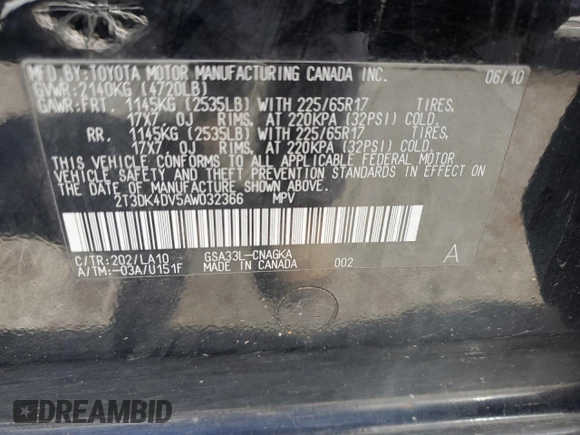 MFD.BY:TOYOTA MOTOR MANUFACTURING CANADA INC. 06/10
GVWR:2140KG (4720LB)
GAWR:FRT. 1145KG (2535LB) WITH 225/65R17 TIRES,
17X7.0J RIMS, AT 220KPA (32PSI) COLD.
RR. 1145KG (2535LB) WITH 225/65R17 TIRES,
17X7.0J RIMS, AT 220KPA (32PSI) COLD.
THIS VEHICLE CONFORMS TO ALL APPLICABLE FEDERAL MOTOR
VEHICLE SAFETY AND THEFT PREVENTION STANDARDS IN EFFECT ON
THE DATE OF MANUFACTURE SHOWN ABOVE.
2T3DK4DV5AW032366 MPV
C/TR:202/LA10 GSA33L-CNAGKA A
A/TM:-03A/U151F MADE IN CANADA 002
DREAMBID